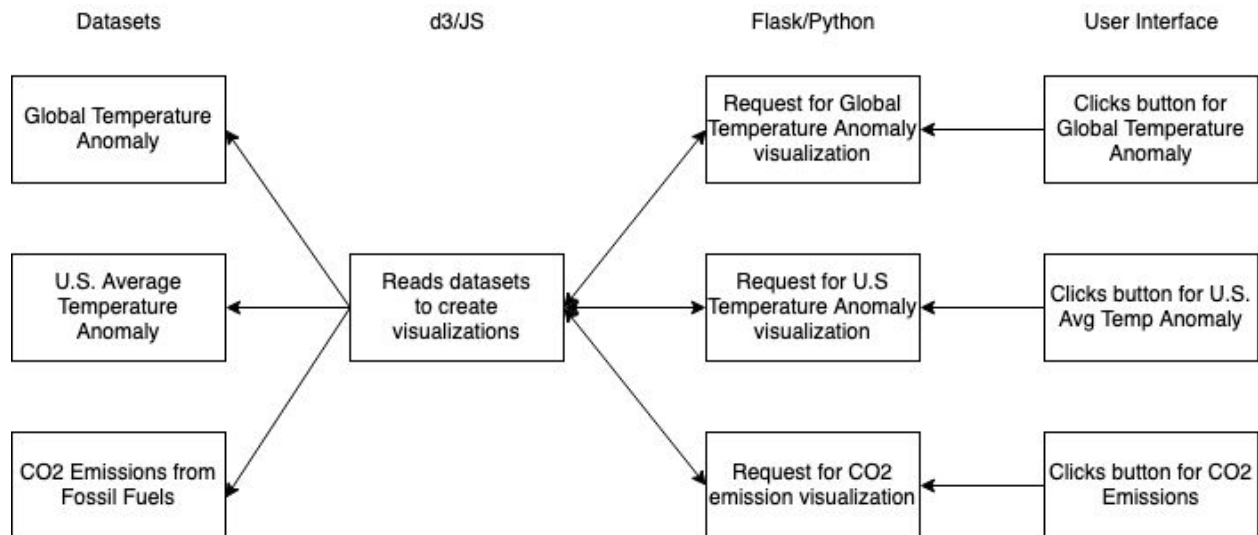 Datasets
d3/JS
Flask/Python
User Interface
Global Temperature
Anomaly
Request for Global
Temperature Anomaly
visualization
Clicks button for
Global Temperature
Anomaly
U.S. Average
Temperature
Anomaly
Reads datasets
to create
visualizations
Request for U.S
Temperature Anomaly
visualization
Clicks button for U.S.
Avg Temp Anomaly
CO2 Emissions from
Fossil Fuels
Request for CO2
emission visualization
Clicks button for CO2
Emissions